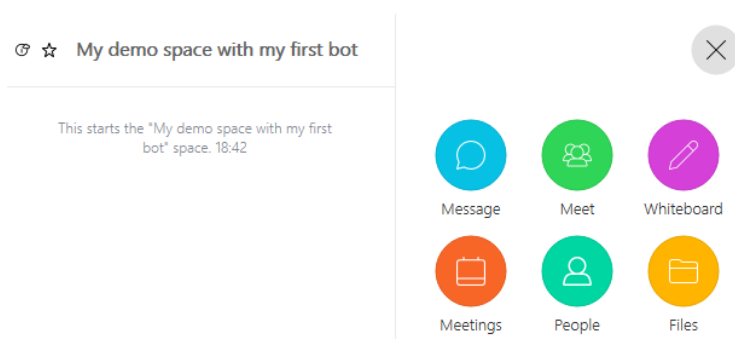 My demo space with my first bot
This starts the "My demo space with my first
bot" space. 18:42
Message
Meet
Whiteboard
Meetings
People
Files